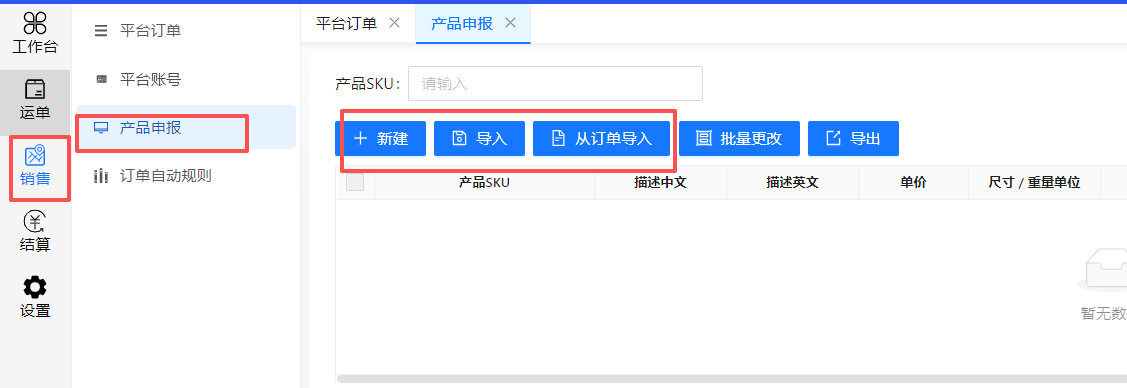 工作台
运单
销售
结算
设置
平台订单
平台账号
产品申报
订单自动规则
平台订单 产品申报
产品SKU： 请输入
新建 导入 从订单导入 批量更改 导出
产品SKU 描述中文 描述英文 单价 尺寸 / 重量单位
暂无数